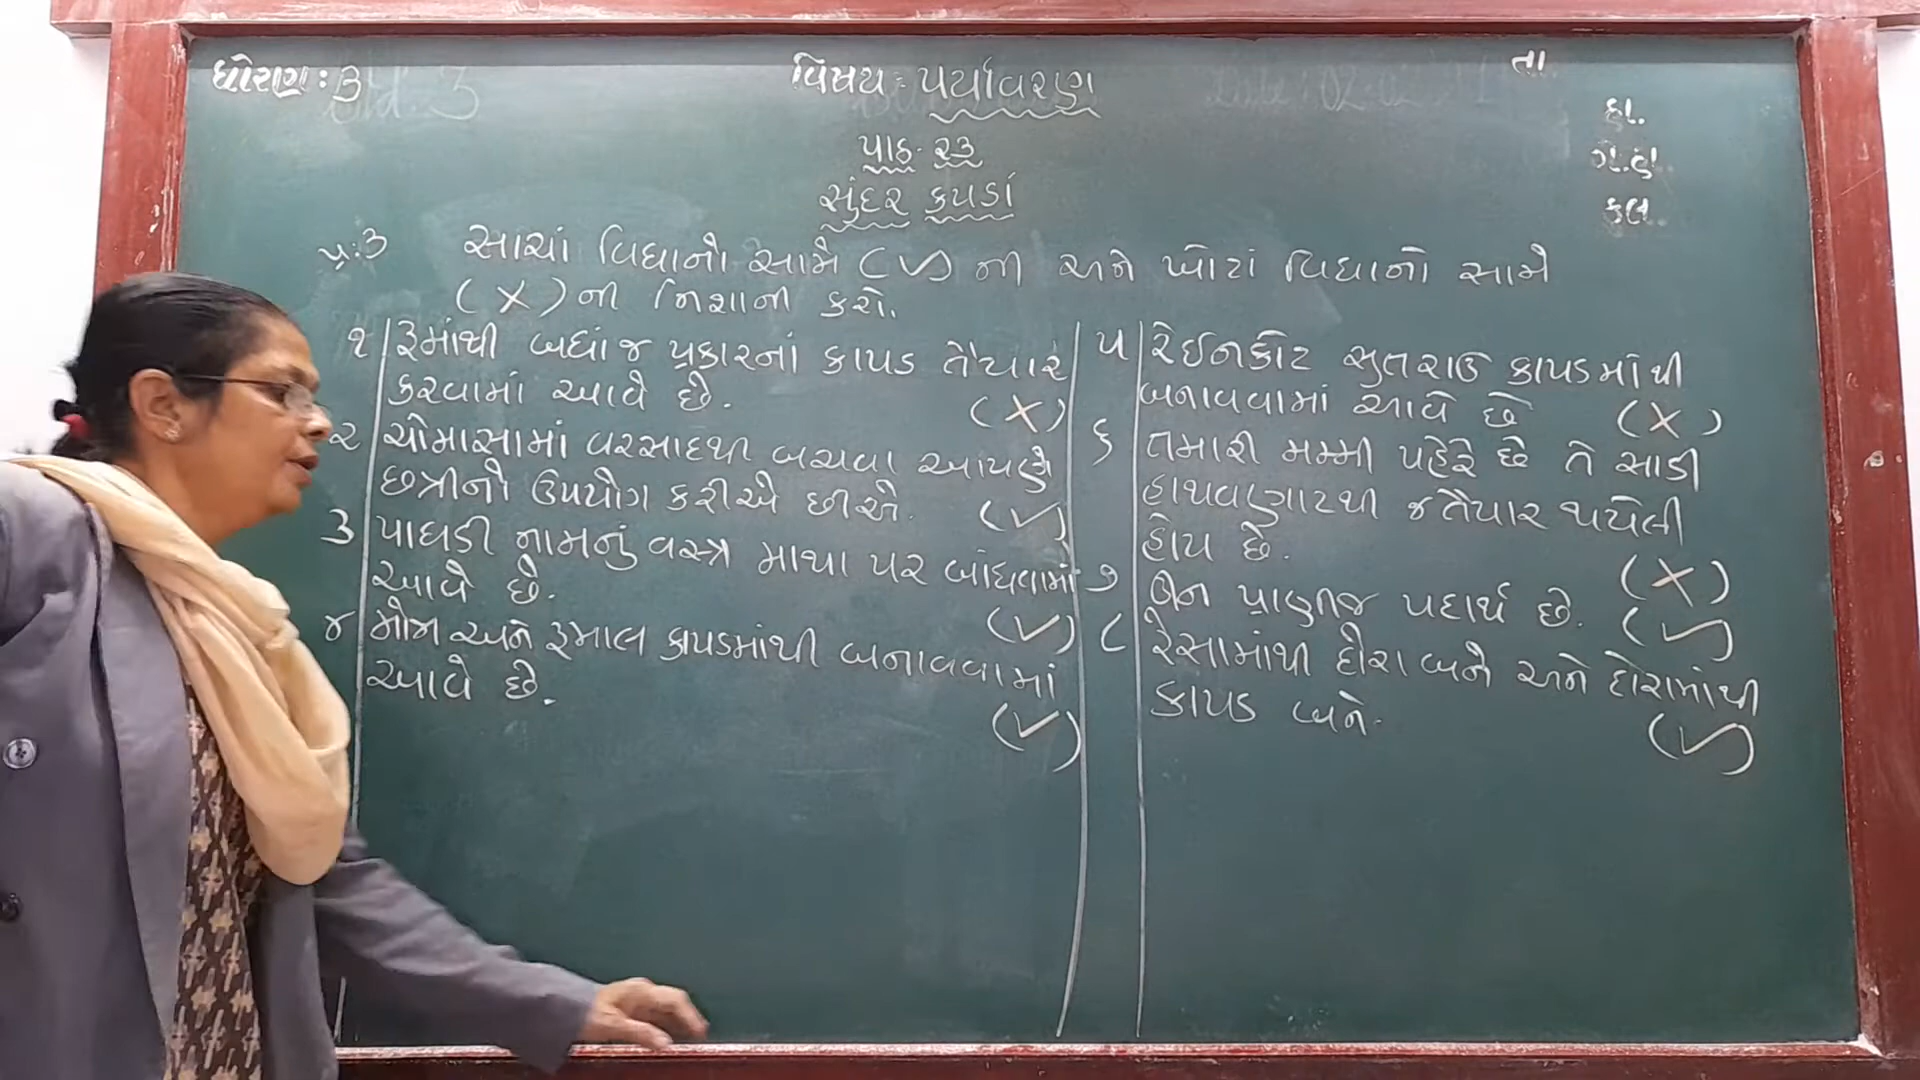 ધોરણ : 3
વિષય : પર્યાવરણ
તા
હા.
ગે.હા.
કુલ.
પાઠ - ૨૩
સુંદર કપડાં
પ્ર:૩ સાચાં વિધાનો સામે (✓) ની અને ખોટાં વિધાનો સામે
(X) ની નિશાની કરો.
૧ રૂમાંથી બધાં જ પ્રકારનાં કાપડ તૈયાર
કરવામાં આવે છે. (X)
૨ ચોમાસામાં વરસાદથી બચવા આપણે
છત્રીનો ઉપયોગ કરીએ છીએ. (✓)
૩ પાઘડી નામનું વસ્ત્ર માથા પર બાંધવામાં
આવે છે. (✓)
૪ મોજા અને રૂમાલ કાપડમાંથી બનાવવામાં
આવે છે. (✓)
૫ રેઈનકોટ સુતરાઉ કાપડમાંથી
બનાવવામાં આવે છે (X)
૬ તમારી મમ્મી પહેરે છે તે સાડી
હાથવણાટથી જ તૈયાર થયેલી
હોય છે. (X)
૭ ઊન પ્રાણીજ પદાર્થ છે. (✓)
૮ રેસામાંથી દોરા બને અને દોરામાંથી
કાપડ બને. (✓)